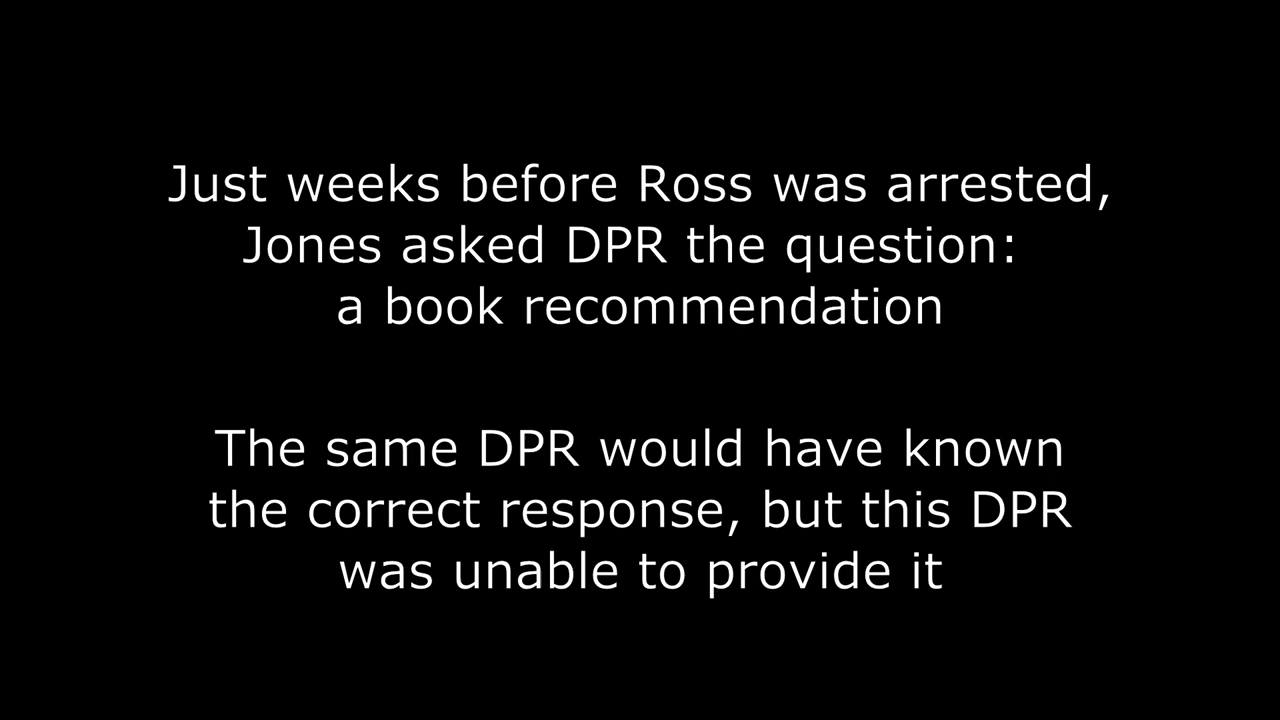 Just weeks before Ross was arrested,
Jones asked DPR the question:
a book recommendation
The same DPR would have known
the correct response, but this DPR
was unable to provide it